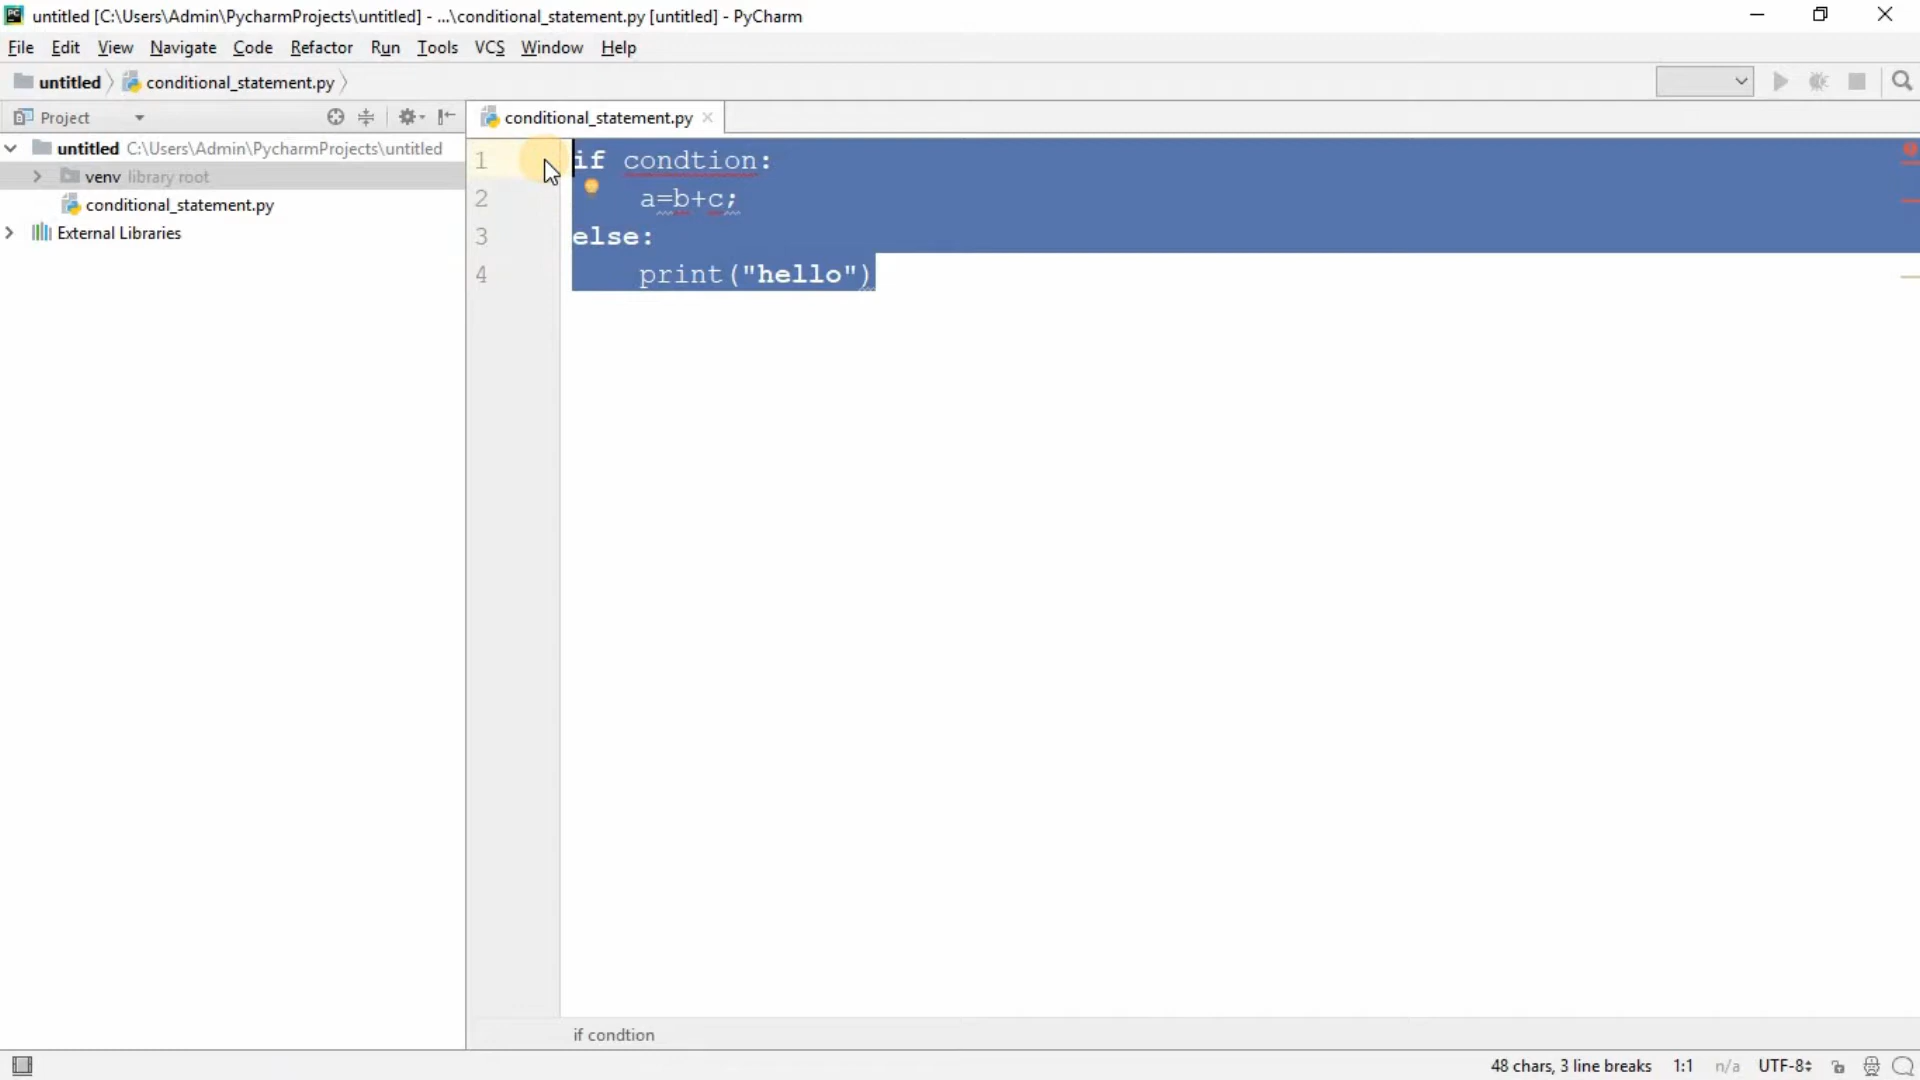 untitled [C:\Users\Admin\PycharmProjects\untitled] - ...\conditional_statement.py [untitled] - PyCharm
File Edit View Navigate Code Refactor Run Tools VCS Window Help
untitled conditional_statement.py
Project
conditional_statement.py
untitled C:\Users\Admin\PycharmProjects\untitled
venv library root
conditional_statement.py
External Libraries
1 if condtion:
2 a=b+c;
3 else:
4 print("hello")
if condtion
48 chars, 3 line breaks 1:1 n/a UTF-8